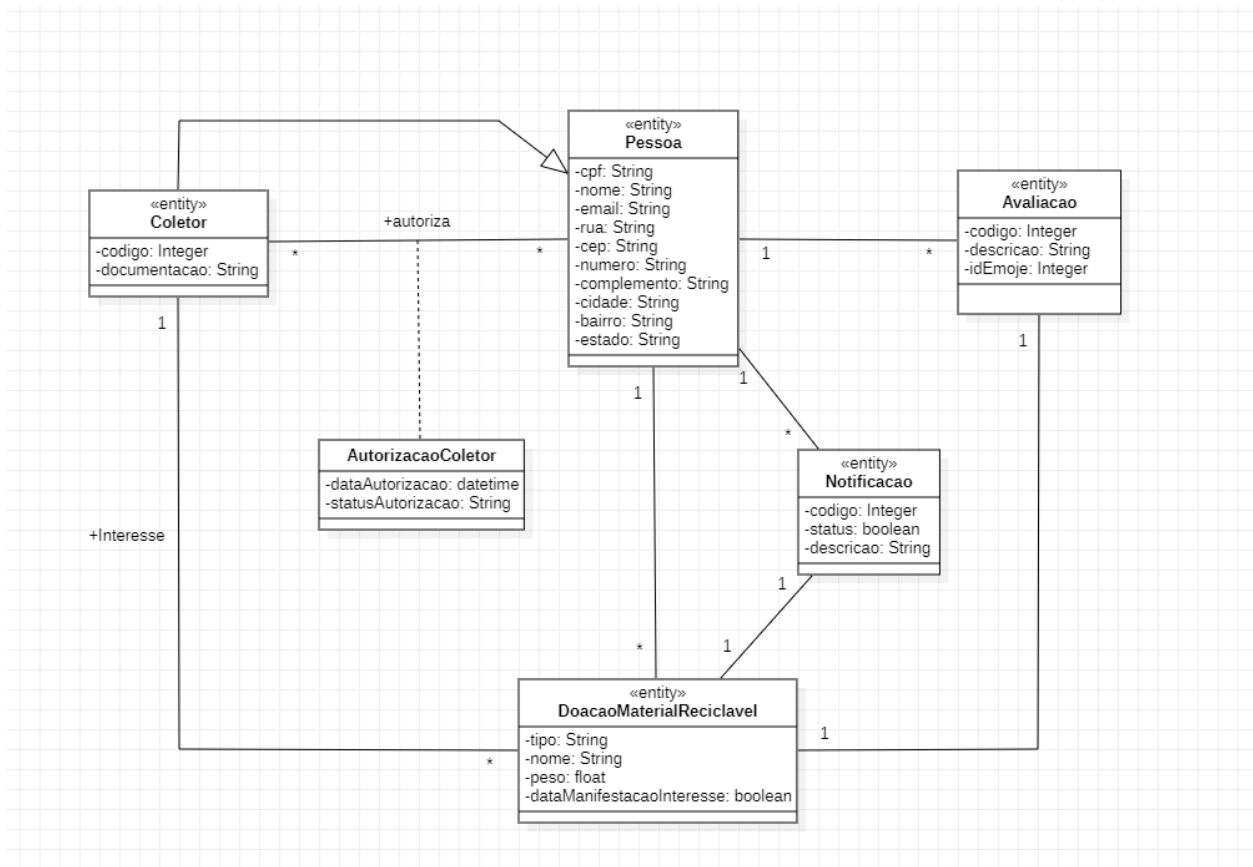 «entity»
Pessoa
-cpf: String
-nome: String
-email: String
-rua: String
-cep: String
-numero: String
-complemento: String
-cidade: String
-bairro: String
-estado: String
«entity»
Coletor
-codigo: Integer
-documentacao: String
+autoriza
*
*
«entity»
Avaliacao
-codigo: Integer
-descricao: String
-idEmoje: Integer
1
*
1
1
1
1
*
AutorizacaoColetor
-dataAutorizacao: datetime
-statusAutorizacao: String
«entity»
Notificacao
-codigo: Integer
-status: boolean
-descricao: String
+Interesse
1
1
*
«entity»
DoacaoMaterialReciclavel
-tipo: String
-nome: String
-peso: float
-dataManifestacaoInteresse: boolean
*
1